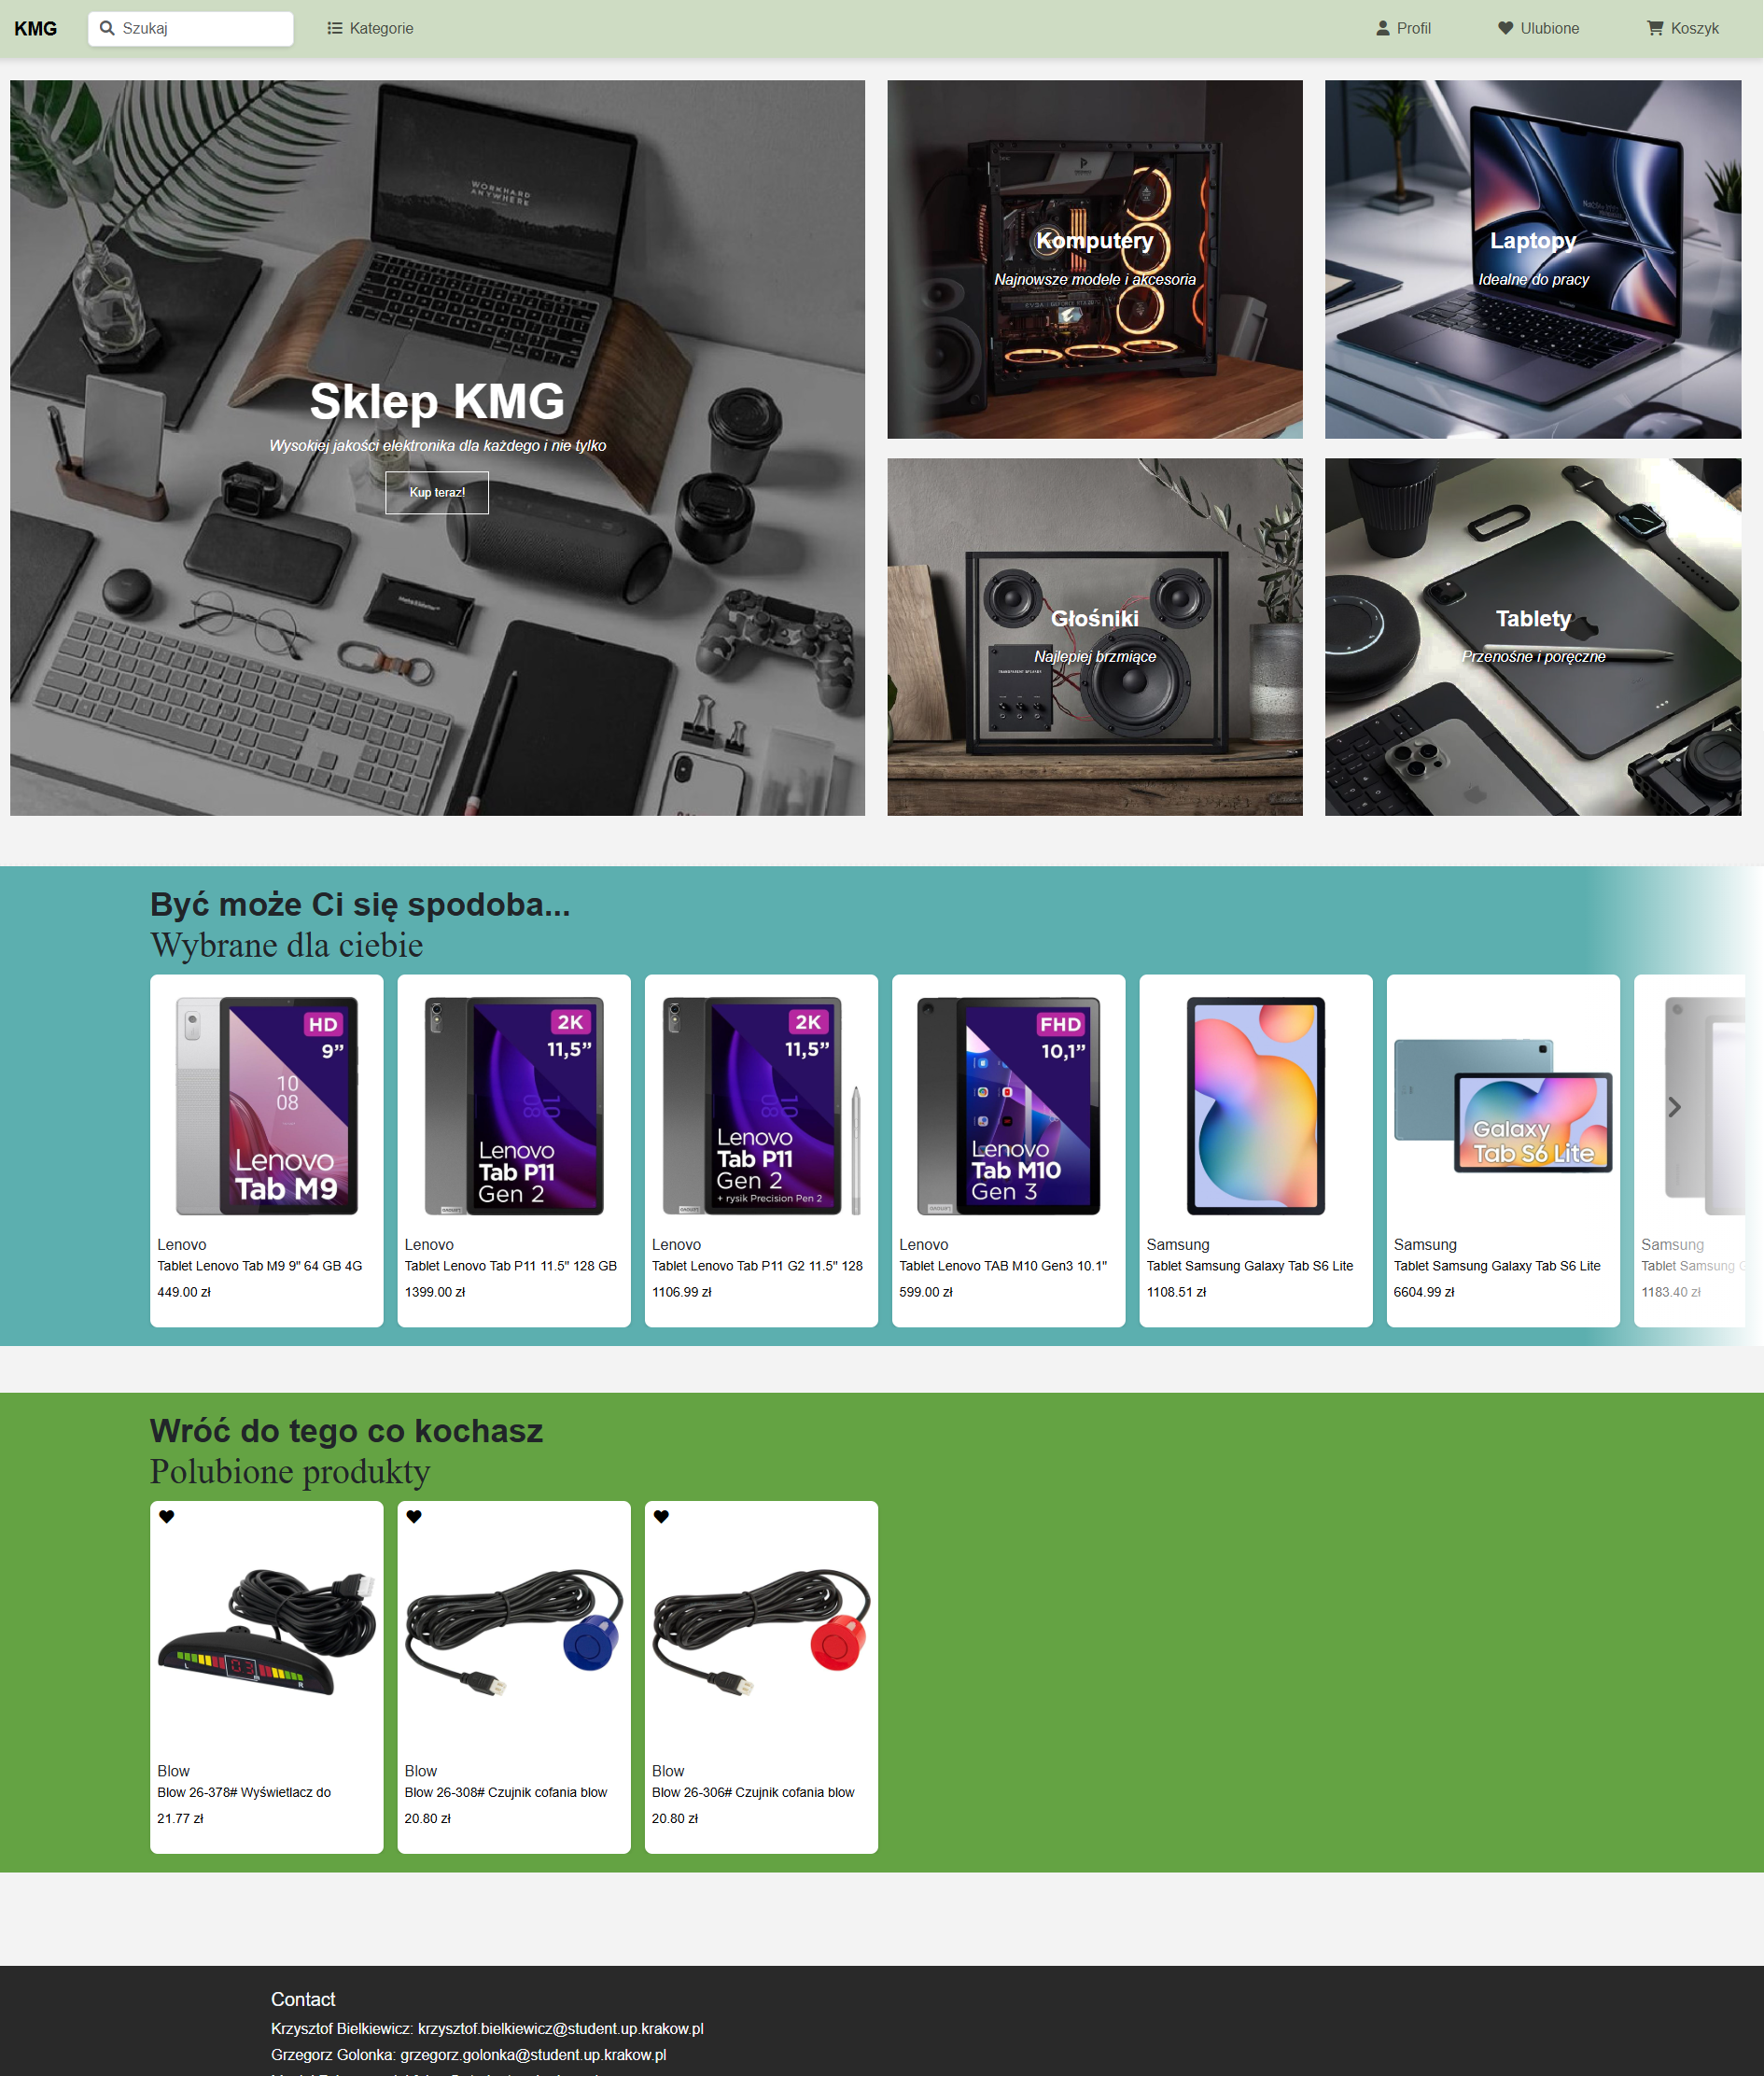 KMG
Szukaj
Kategorie
Profil
Ulubione
Koszyk
WORKHARD
ANYWHERE
Sklep KMG
Wysokiej jakości elektronika dla każdego i nie tylko
Kup teraz!
Komputery
Najnowsze modele i akcesoria
Laptopy
Idealne do pracy
Głośniki
Najlepiej brzmiące
TRANSPARENT SPEAKER
Tablety
Przenośne i poręczne
Być może Ci się spodoba...
Wybrane dla ciebie
HD
9”
10
08
Lenovo
Tab M9
Lenovo
Tablet Lenovo Tab M9 9" 64 GB 4G
449.00 zł
2K
11,5”
10
08
Lenovo
Tab P11
Gen 2
Lenovo
Tablet Lenovo Tab P11 11.5" 128 GB
1399.00 zł
2K
11,5”
10
08
Lenovo
Tab P11
Gen 2
+ rysik Precision Pen 2
Lenovo
Tablet Lenovo Tab P11 G2 11.5" 128
1106.99 zł
FHD
10,1”
Lenovo
Tab M10
Gen 3
Lenovo
Tablet Lenovo TAB M10 Gen3 10.1"
599.00 zł
Samsung
Tablet Samsung Galaxy Tab S6 Lite
1108.51 zł
Galaxy
Tab S6 Lite
Samsung
Tablet Samsung Galaxy Tab S6 Lite
6604.99 zł
Samsung
Tablet Samsung G
1183.40 zł
Wróć do tego co kochasz
Polubione produkty
L
03
R
Blow
Blow 26-378# Wyświetlacz do
21.77 zł
Blow
Blow 26-308# Czujnik cofania blow
20.80 zł
Blow
Blow 26-306# Czujnik cofania blow
20.80 zł
Contact
Krzysztof Bielkiewicz: krzysztof.bielkiewicz@student.up.krakow.pl
Grzegorz Golonka: grzegorz.golonka@student.up.krakow.pl